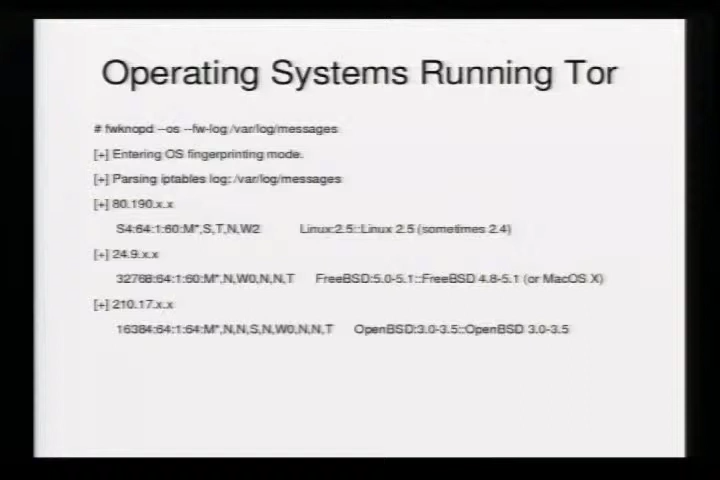 Operating Systems Running Tor
# fwknopd --os --fw-log /var/log/messages
[+] Entering OS fingerprinting mode.
[+] Parsing iptables log: /var/log/messages
[+] 80.190.x.x
S4:64:1:60:M*,S,T,N,W2 Linux:2.5::Linux 2.5 (sometimes 2.4)
[+] 24.9.x.x
32768:64:1:60:M*,N,W0,N,N,T FreeBSD:5.0-5.1::FreeBSD 4.8-5.1 (or MacOS X)
[+] 210.17.x.x
16384:64:1:64:M*,N,N,S,N,W0,N,N,T OpenBSD:3.0-3.5::OpenBSD 3.0-3.5